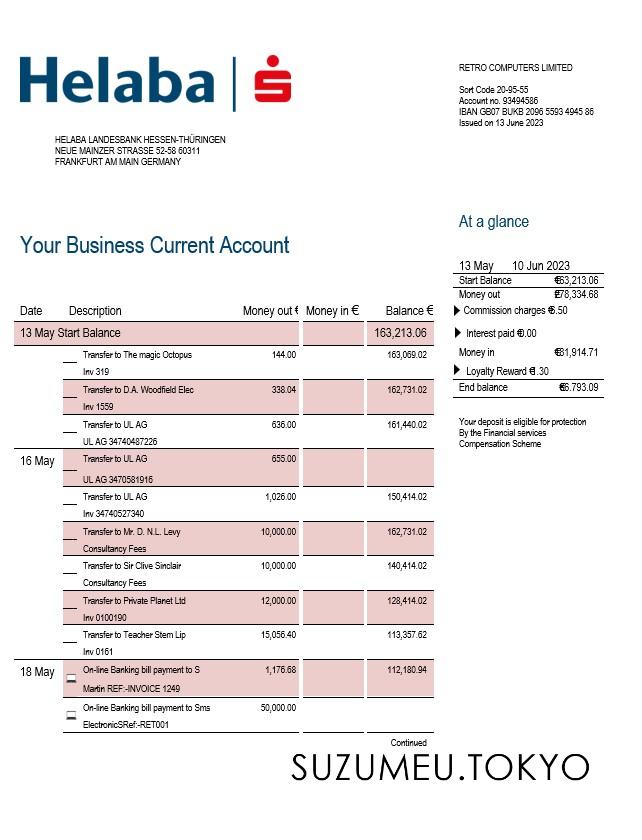 Helaba
RETRO COMPUTERS LIMITED
Sort Code 20-95-55
Account no. 93494586
IBAN GB07 BUKB 2096 5593 4945 86
Issued on 13 June 2023
HELABA LANDESBANK HESSEN-THÜRINGEN
NEUE MAINZER STRASSE 52-58 60311
FRANKFURT AM MAIN GERMANY
At a glance
Your Business Current Account
13 May 10 Jun 2023
Start Balance €63,213.06
Money out 278,334.68
Commission charges €6.50
Interest paid €0.00
Money in €31,914.71
Loyalty Reward €1.30
End balance €6.793.09
Your deposit is eligible for protection
By the Financial services
Compensation Scheme
Date Description Money out € Money in € Balance €
13 May Start Balance 163,213.06
Transfer to The magic Octopus 144.00 163,069.02
Inv 319
Transfer to D.A. Woodfield Elec 338.04 162,731.02
Inv 1559
Transfer to UL AG 636.00 161,440.02
UL AG 34740487226
16 May Transfer to UL AG 655.00
UL AG 3470581916
Transfer to UL AG 1,026.00 150,414.02
Inv 34740527340
Transfer to Mr. D. N.L. Levy 10,000.00 162,731.02
Consultancy Fees
Transfer to Sir Clive Sinclair 10,000.00 140,414.02
Consultancy Fees
Transfer to Private Planet Ltd 12,000.00 128,414.02
Inv 0100190
Transfer to Teacher Stem Lip 15,056.40 113,357.62
Inv 0161
18 May On-line Banking bill payment to S 1,176.68 112,180.94
Martin REF:-INVOICE 1249
On-line Banking bill payment to Sms 50,000.00
ElectronicSRef:-RET001
Continued
SUZUMEU.TOKYO